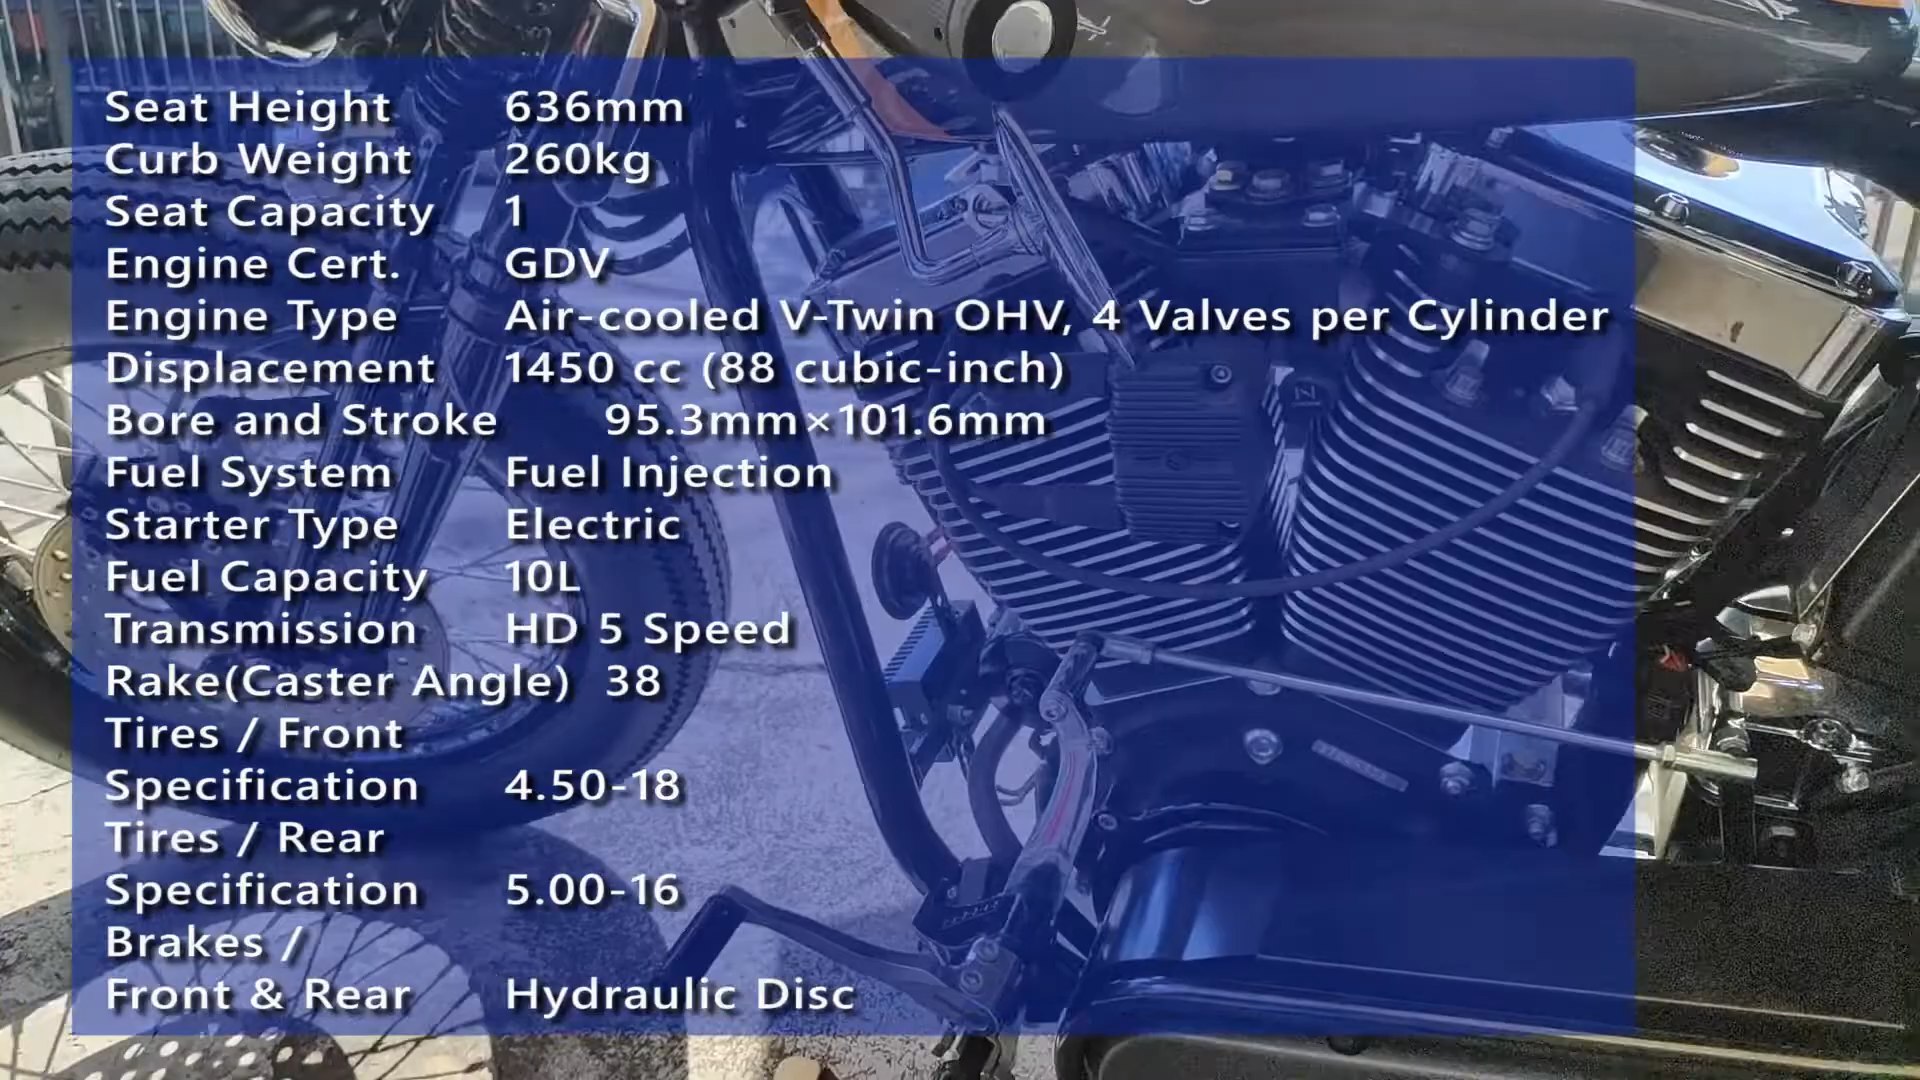 Seat Height 636mm
Curb Weight 260kg
Seat Capacity 1
Engine Cert. GDV
Engine Type Air-cooled V-Twin OHV, 4 Valves per Cylinder
Displacement 1450 cc (88 cubic-inch)
Bore and Stroke 95.3mm×101.6mm
Fuel System Fuel Injection
Starter Type Electric
Fuel Capacity 10L
Transmission HD 5 Speed
Rake(Caster Angle) 38
Tires / Front
Specification 4.50-18
Tires / Rear
Specification 5.00-16
Brakes /
Front & Rear Hydraulic Disc